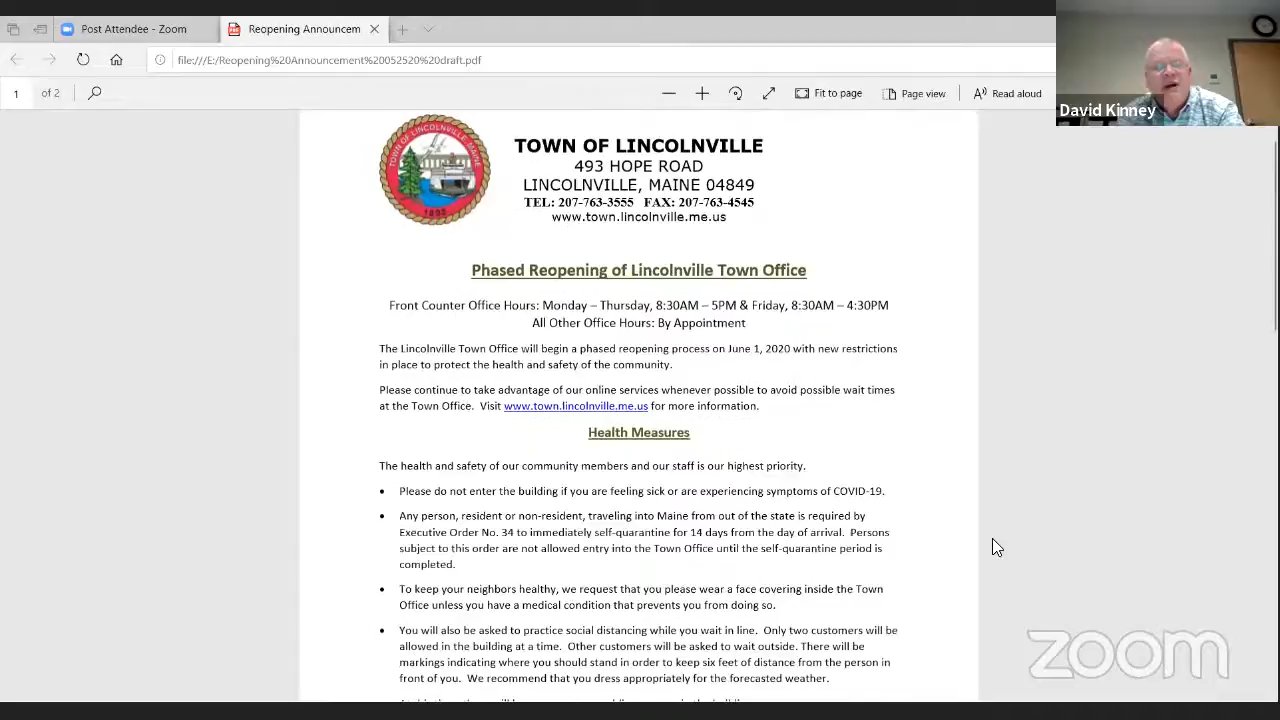 Post Attendee - Zoom
Reopening Announcem
file:///E:/Reopening%20Announcement%20052520%20draft.pdf
1 of 2
Fit to page
Page view
Read aloud
David Kinney
TOWN OF LINCOLNVILLE, MAINE
1802
TOWN OF LINCOLNVILLE
493 HOPE ROAD
LINCOLNVILLE, MAINE 04849
TEL: 207-763-3555 FAX: 207-763-4545
www.town.lincolnville.me.us
Phased Reopening of Lincolnville Town Office
Front Counter Office Hours: Monday – Thursday, 8:30AM – 5PM & Friday, 8:30AM – 4:30PM
All Other Office Hours: By Appointment
The Lincolnville Town Office will begin a phased reopening process on June 1, 2020 with new restrictions
in place to protect the health and safety of the community.
Please continue to take advantage of our online services whenever possible to avoid possible wait times
at the Town Office. Visit www.town.lincolnville.me.us for more information.
Health Measures
The health and safety of our community members and our staff is our highest priority.
• Please do not enter the building if you are feeling sick or are experiencing symptoms of COVID-19.
• Any person, resident or non-resident, traveling into Maine from out of the state is required by
Executive Order No. 34 to immediately self-quarantine for 14 days from the day of arrival. Persons
subject to this order are not allowed entry into the Town Office until the self-quarantine period is
completed.
• To keep your neighbors healthy, we request that you please wear a face covering inside the Town
Office unless you have a medical condition that prevents you from doing so.
• You will also be asked to practice social distancing while you wait in line. Only two customers will be
allowed in the building at a time. Other customers will be asked to wait outside. There will be
markings indicating where you should stand in order to keep six feet of distance from the person in
front of you. We recommend that you dress appropriately for the forecasted weather.
zoom